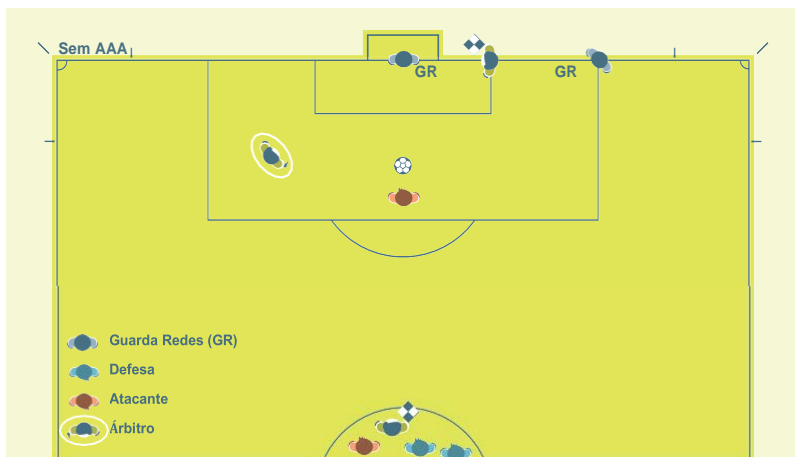 Sem AAA
GR
GR
Guarda Redes (GR)
Defesa
Atacante
Árbitro